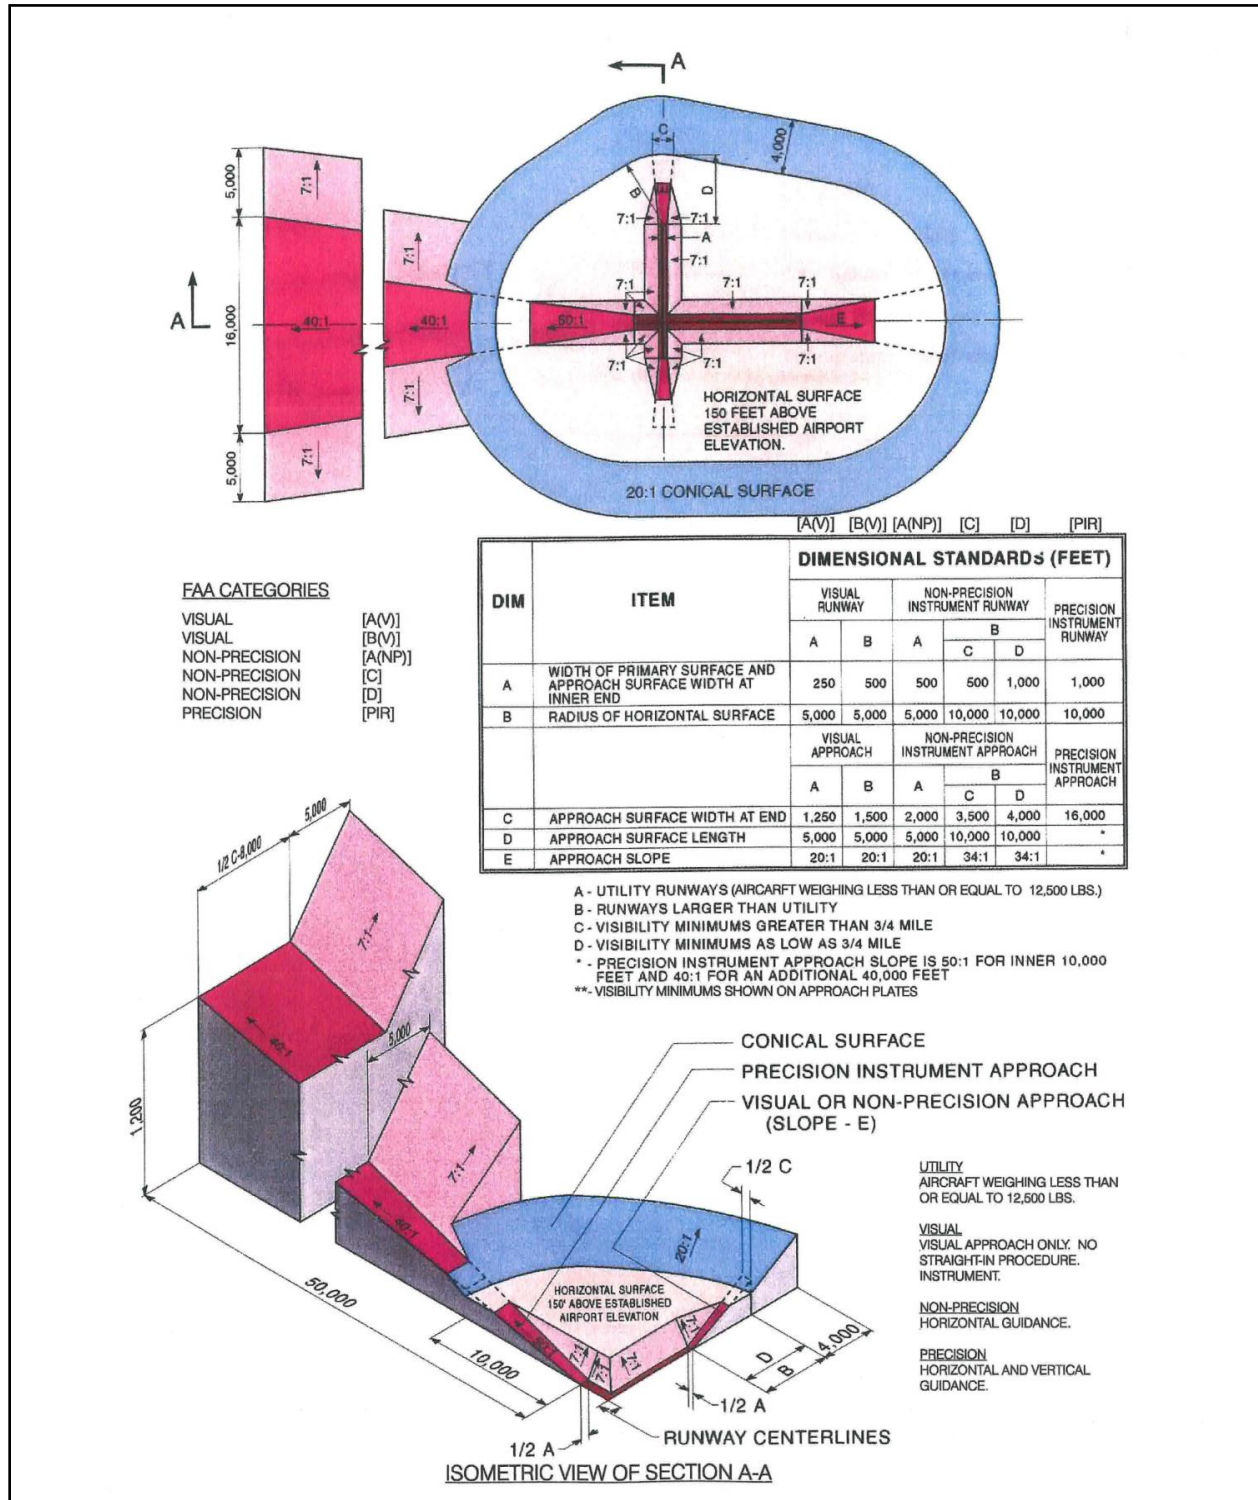 A
C
4,000
B
D
5,000
7:1
7:1
7:1
7:1
A
7:1
7:1
7:1
7:1
7:1
A
16,000
40:1
40:1
50:1
E
7:1
7:1
7:1
7:1
5,000
7:1
HORIZONTAL SURFACE
150 FEET ABOVE
ESTABLISHED AIRPORT
ELEVATION.
20:1 CONICAL SURFACE
[A(V)] [B(V)] [A(NP)] [C] [D] [PIR]
DIM ITEM DIMENSIONAL STANDARDS (FEET)
VISUAL RUNWAY NON-PRECISION INSTRUMENT RUNWAY PRECISION INSTRUMENT RUNWAY
A B A B
C D
A WIDTH OF PRIMARY SURFACE AND APPROACH SURFACE WIDTH AT INNER END 250 500 500 500 1,000 1,000
B RADIUS OF HORIZONTAL SURFACE 5,000 5,000 5,000 10,000 10,000 10,000
VISUAL APPROACH NON-PRECISION INSTRUMENT APPROACH PRECISION INSTRUMENT APPROACH
A B A B
C D
C APPROACH SURFACE WIDTH AT END 1,250 1,500 2,000 3,500 4,000 16,000
D APPROACH SURFACE LENGTH 5,000 5,000 5,000 10,000 10,000 *
E APPROACH SLOPE 20:1 20:1 20:1 34:1 34:1 *
FAA CATEGORIES
VISUAL [A(V)]
VISUAL [B(V)]
NON-PRECISION [A(NP)]
NON-PRECISION [C]
NON-PRECISION [D]
PRECISION [PIR]
A - UTILITY RUNWAYS (AIRCARFT WEIGHING LESS THAN OR EQUAL TO 12,500 LBS.)
B - RUNWAYS LARGER THAN UTILITY
C - VISIBILITY MINIMUMS GREATER THAN 3/4 MILE
D - VISIBILITY MINIMUMS AS LOW AS 3/4 MILE
* - PRECISION INSTRUMENT APPROACH SLOPE IS 50:1 FOR INNER 10,000
FEET AND 40:1 FOR AN ADDITIONAL 40,000 FEET
**- VISIBILITY MINIMUMS SHOWN ON APPROACH PLATES
5,000
1/2 C-8,000
7:1
40:1
5,000
1,200
7:1
40:1
CONICAL SURFACE
PRECISION INSTRUMENT APPROACH
VISUAL OR NON-PRECISION APPROACH
(SLOPE - E)
1/2 C
20:1
HORIZONTAL SURFACE
150' ABOVE ESTABLISHED
AIRPORT ELEVATION
50,000
10,000
7:1
7:1
7:1
7:1
7:1
D
B
4,000
1/2 A
1/2 A
RUNWAY CENTERLINES
ISOMETRIC VIEW OF SECTION A-A
UTILITY
AIRCRAFT WEIGHING LESS THAN
OR EQUAL TO 12,500 LBS.
VISUAL
VISUAL APPROACH ONLY. NO
STRAIGHT-IN PROCEDURE.
INSTRUMENT.
NON-PRECISION
HORIZONTAL GUIDANCE.
PRECISION
HORIZONTAL AND VERTICAL
GUIDANCE.